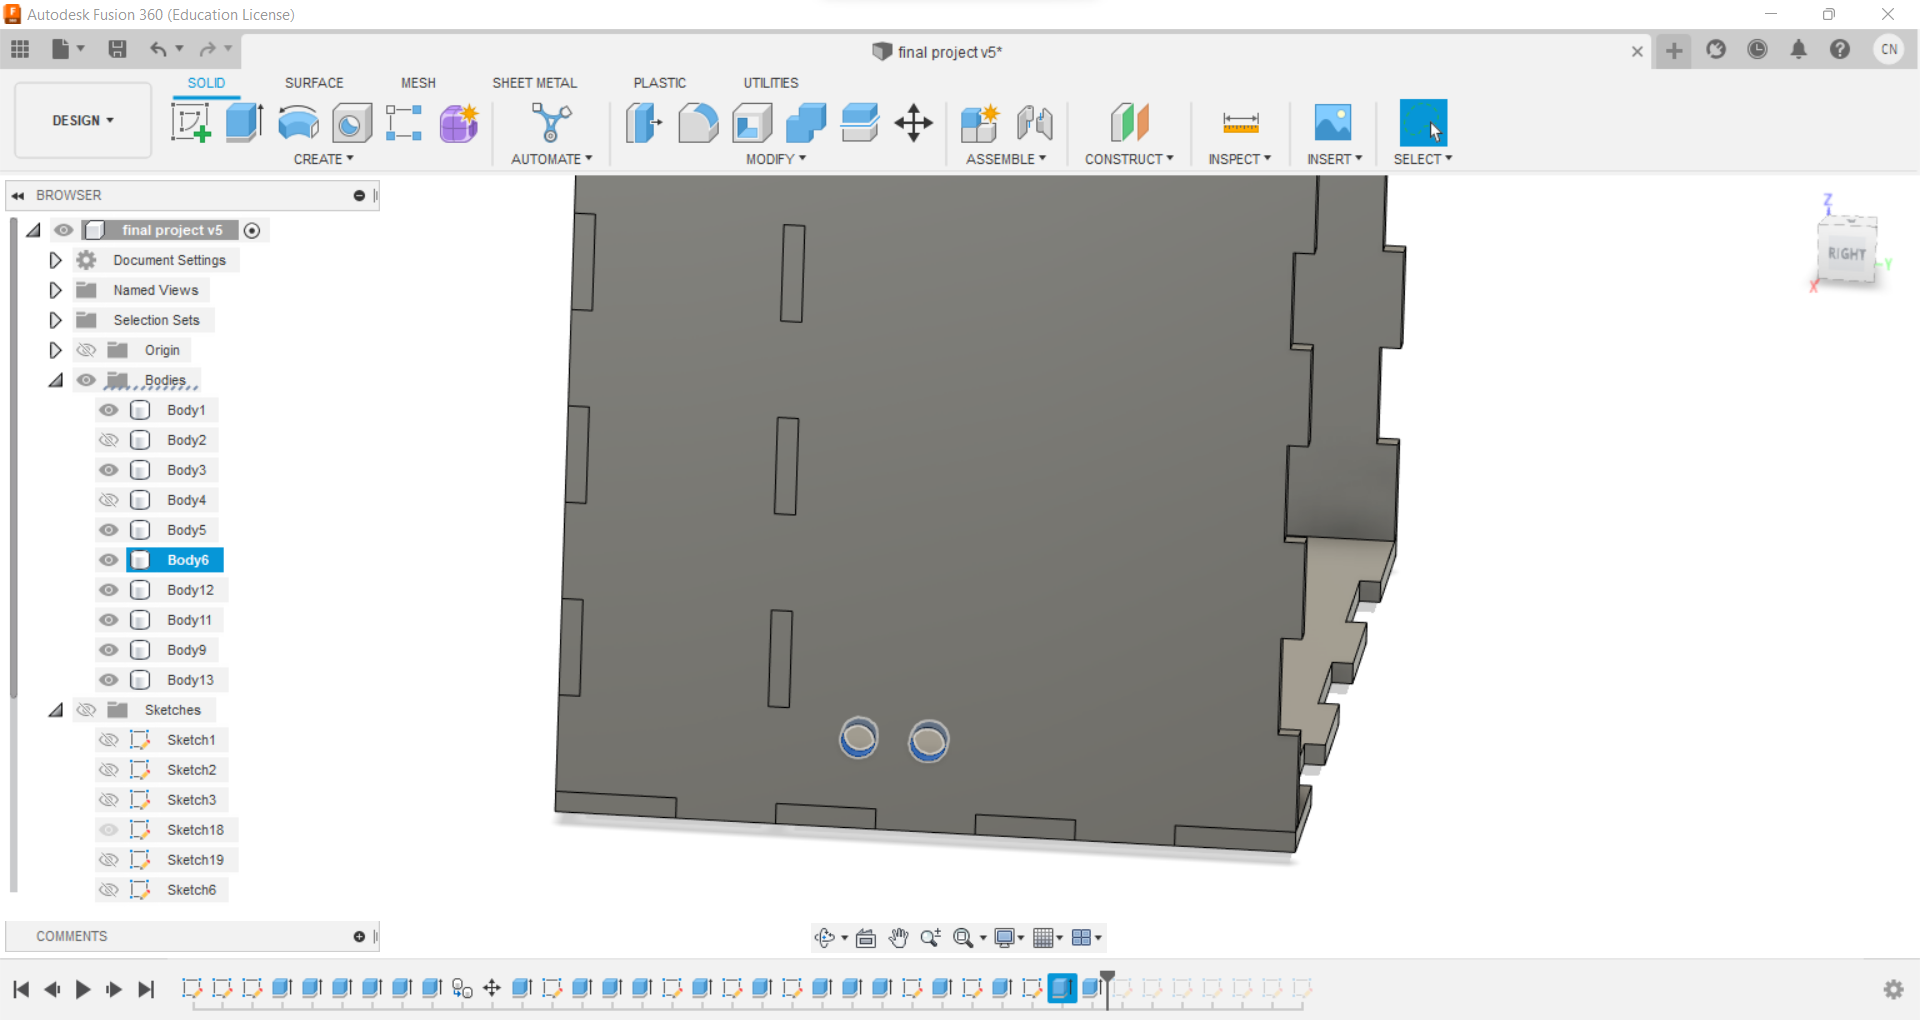 Autodesk Fusion 360 (Education License)
final project v5*
CN
DESIGN
SOLID
SURFACE
MESH
SHEET METAL
PLASTIC
UTILITIES
CREATE
AUTOMATE
MODIFY
ASSEMBLE
CONSTRUCT
INSPECT
INSERT
SELECT
BROWSER
final project v5
Document Settings
Named Views
Selection Sets
Origin
Bodies
Body1
Body2
Body3
Body4
Body5
Body6
Body12
Body11
Body9
Body13
Sketches
Sketch1
Sketch2
Sketch3
Sketch18
Sketch19
Sketch6
COMMENTS
Z
RIGHT
Y
X